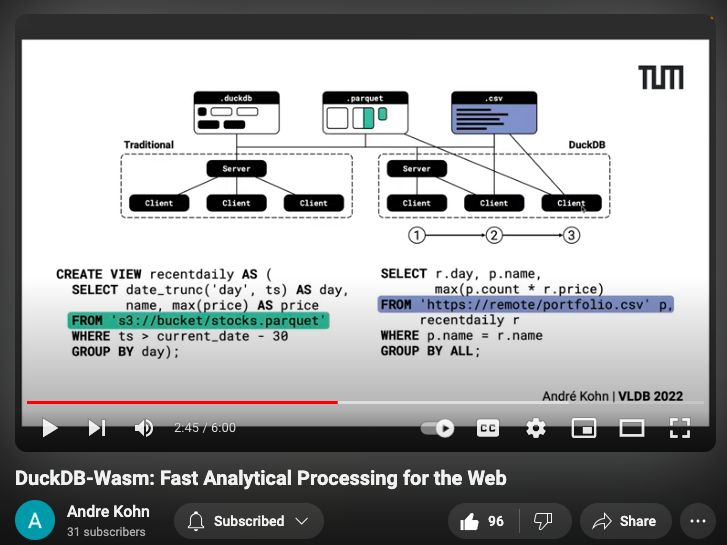 TUM
.duckdb
.parquet
.csv
Traditional
DuckDB
Server
Server
Client
Client
Client
Client
Client
Client
1
2
3
CREATE VIEW recentdaily AS (
SELECT date_trunc('day', ts) AS day,
name, max(price) AS price
FROM 's3://bucket/stocks.parquet'
WHERE ts > current_date - 30
GROUP BY day);
SELECT r.day, p.name,
max(p.count * r.price)
FROM 'https://remote/portfolio.csv' p,
recentdaily r
WHERE p.name = r.name
GROUP BY ALL;
André Kohn | VLDB 2022
2:45 / 6:00
CC
DuckDB-Wasm: Fast Analytical Processing for the Web
A
Andre Kohn
31 subscribers
Subscribed
96
Share